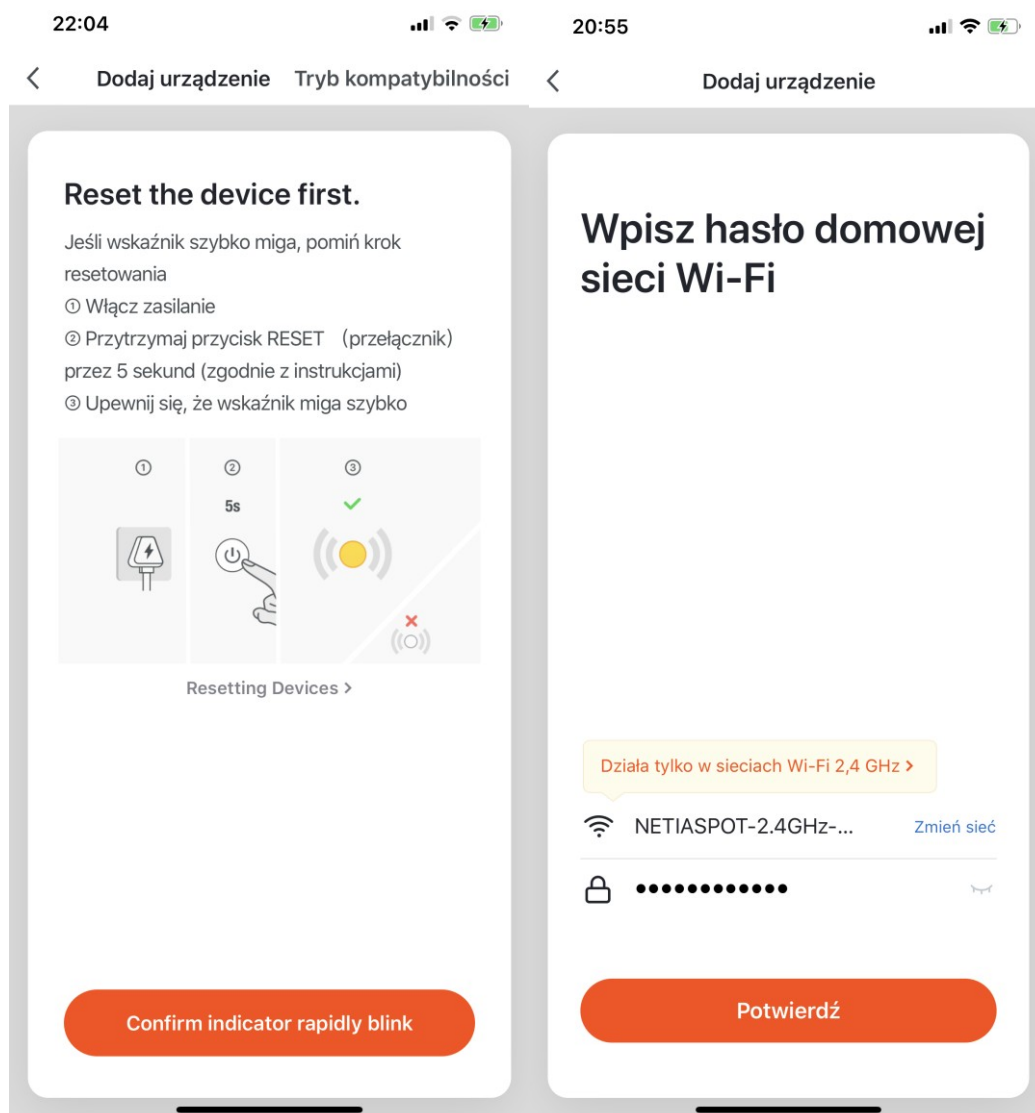 22:04
Dodaj urządzenie
Tryb kompatybilności
Reset the device first.
Jeśli wskaźnik szybko miga, pomiń krok
resetowania
① Włącz zasilanie
② Przytrzymaj przycisk RESET (przełącznik)
przez 5 sekund (zgodnie z instrukcjami)
③ Upewnij się, że wskaźnik miga szybko
①
②
③
5s
Resetting Devices >
Confirm indicator rapidly blink
20:55
Dodaj urządzenie
Wpisz hasło domowej
sieci Wi-Fi
Działa tylko w sieciach Wi-Fi 2,4 GHz >
NETIASPOT-2.4GHz-...
Zmień sieć
••••••••••••
Potwierdź